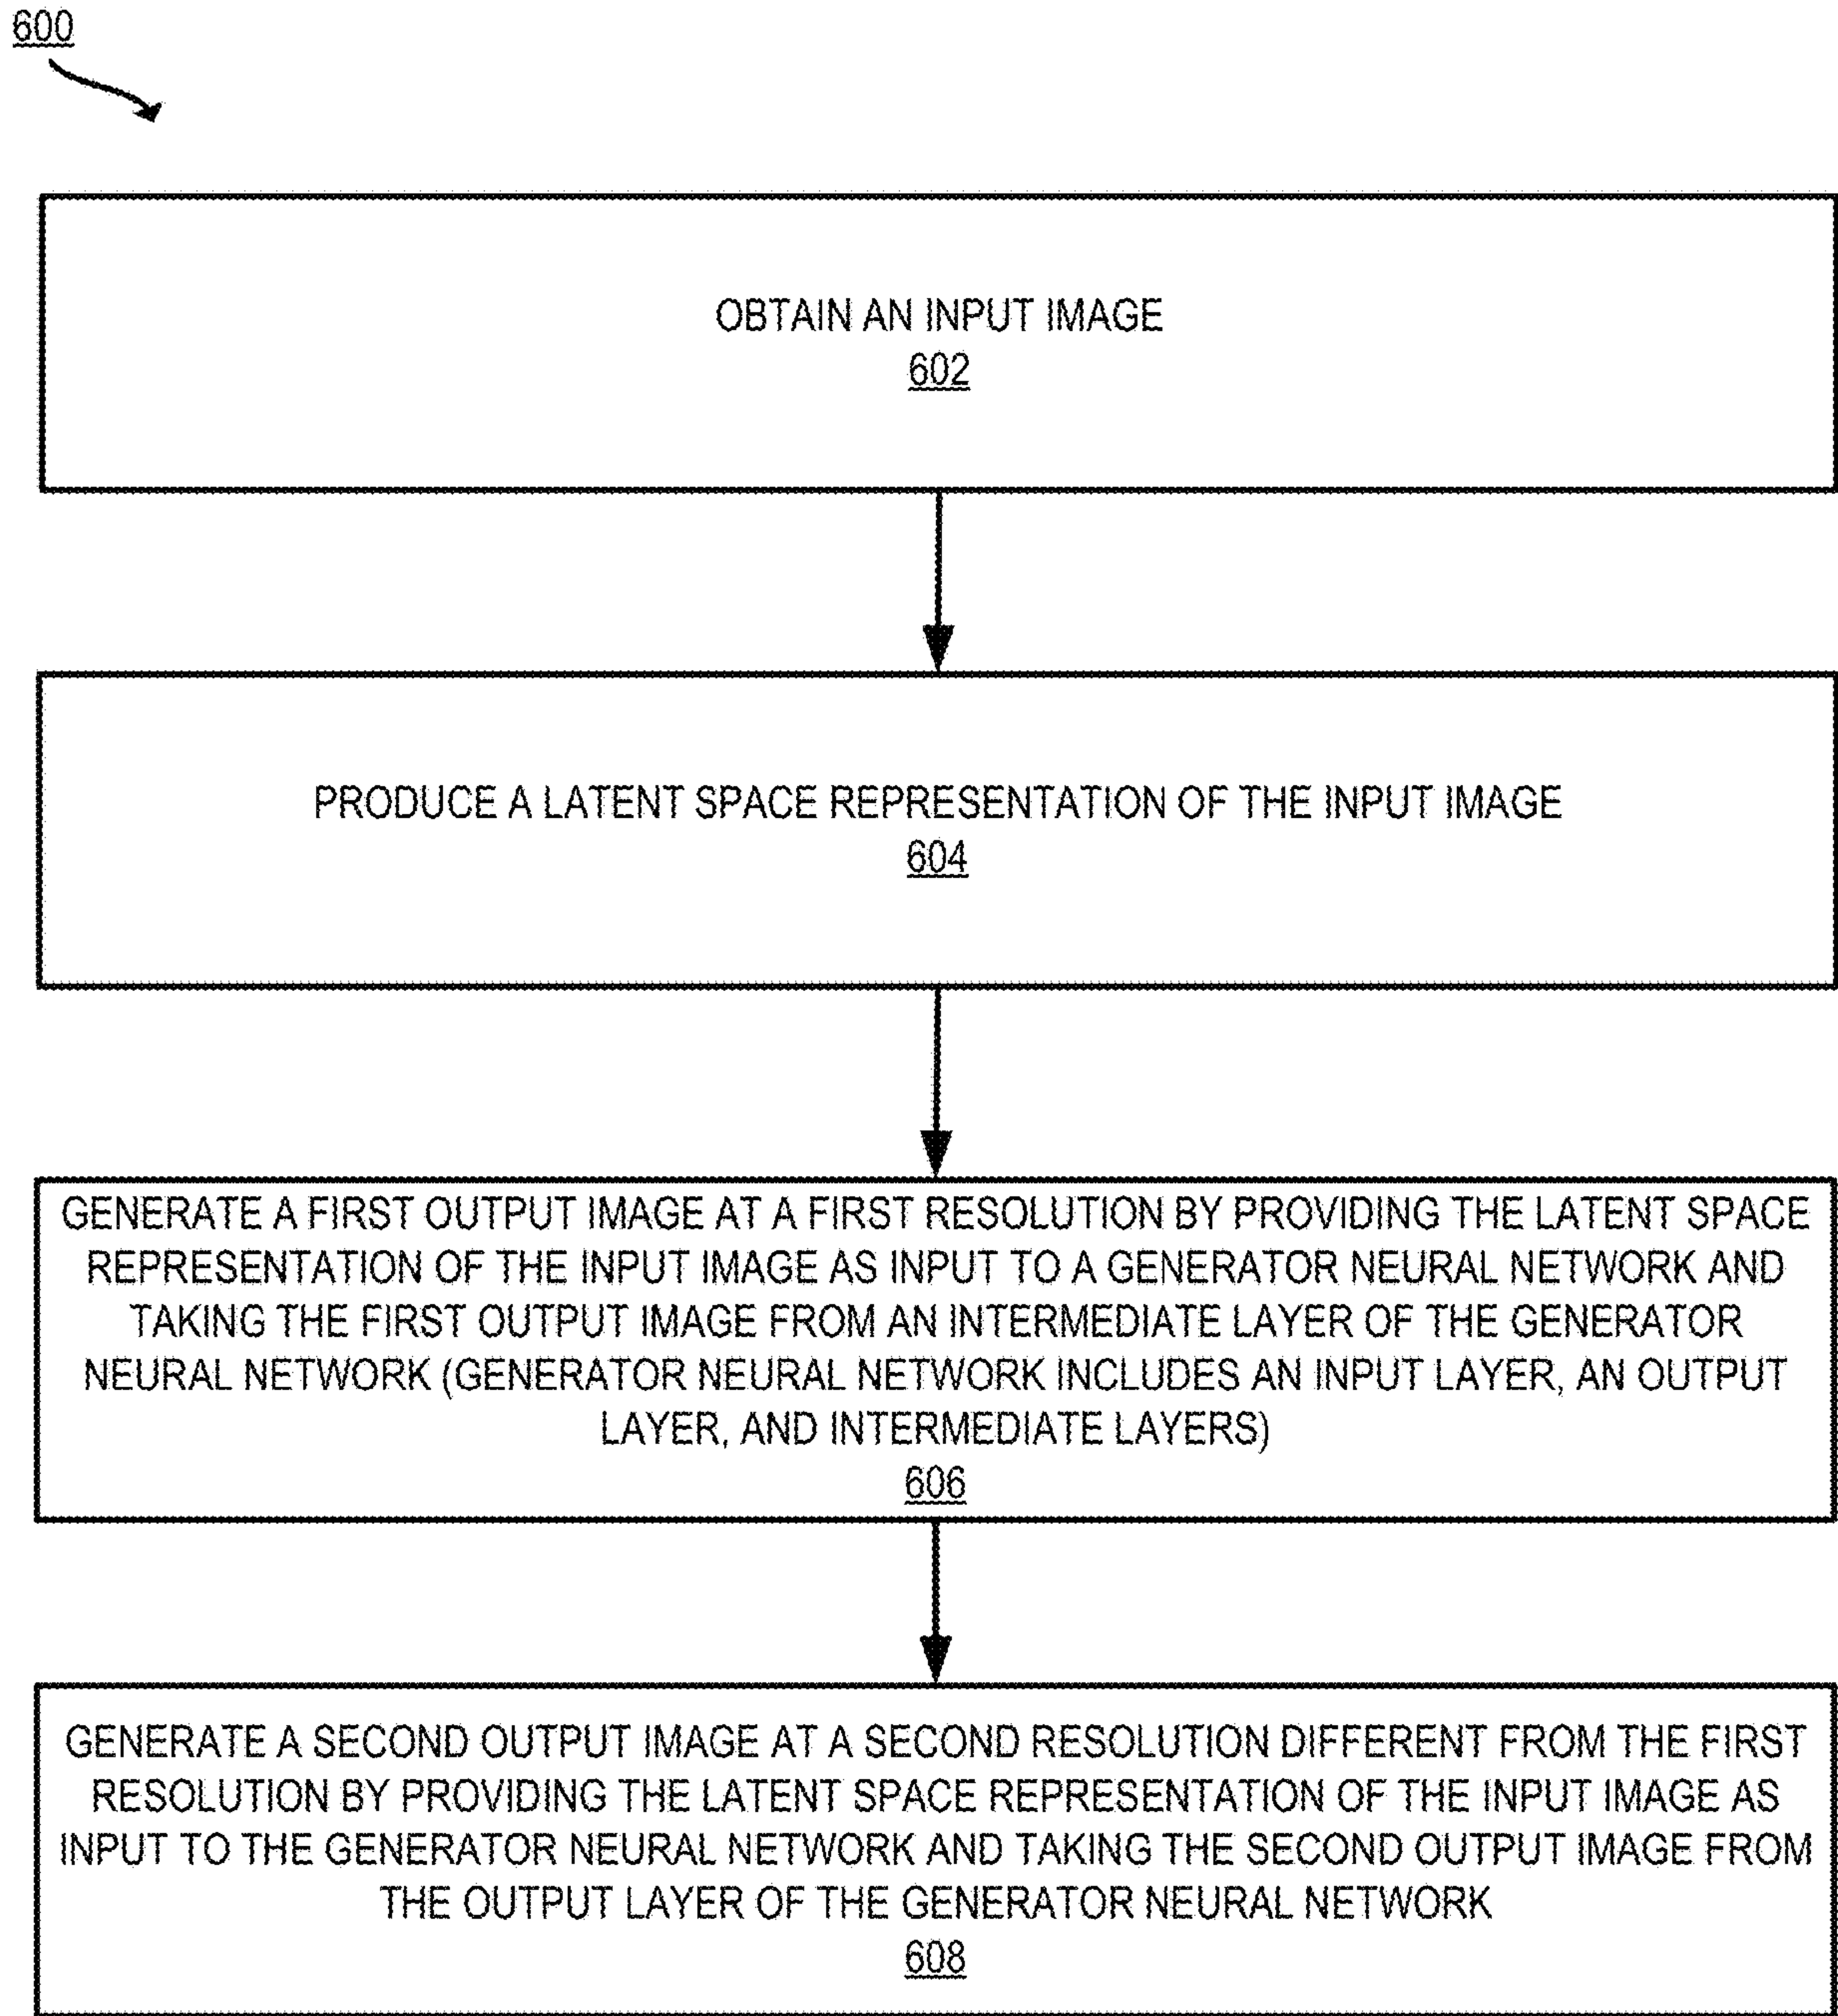 600
OBTAIN AN INPUT IMAGE
602
PRODUCE A LATENT SPACE REPRESENTATION OF THE INPUT IMAGE
604
GENERATE A FIRST OUTPUT IMAGE AT A FIRST RESOLUTION BY PROVIDING THE LATENT SPACE
REPRESENTATION OF THE INPUT IMAGE AS INPUT TO A GENERATOR NEURAL NETWORK AND
TAKING THE FIRST OUTPUT IMAGE FROM AN INTERMEDIATE LAYER OF THE GENERATOR
NEURAL NETWORK (GENERATOR NEURAL NETWORK INCLUDES AN INPUT LAYER, AN OUTPUT
LAYER, AND INTERMEDIATE LAYERS)
606
GENERATE A SECOND OUTPUT IMAGE AT A SECOND RESOLUTION DIFFERENT FROM THE FIRST
RESOLUTION BY PROVIDING THE LATENT SPACE REPRESENTATION OF THE INPUT IMAGE AS
INPUT TO THE GENERATOR NEURAL NETWORK AND TAKING THE SECOND OUTPUT IMAGE FROM
THE OUTPUT LAYER OF THE GENERATOR NEURAL NETWORK
608